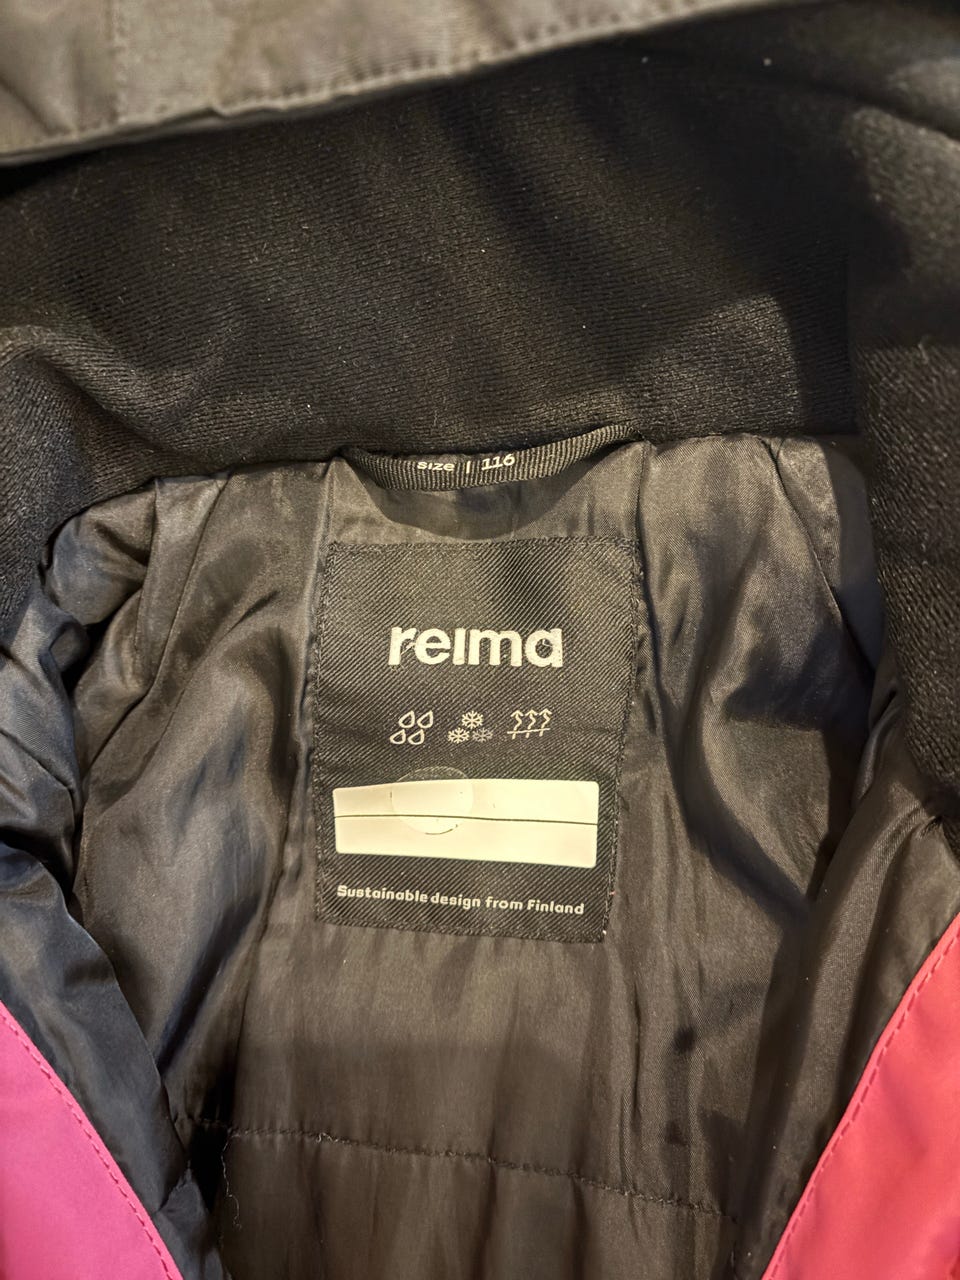 size | 116
reima
Sustainable design from Finland